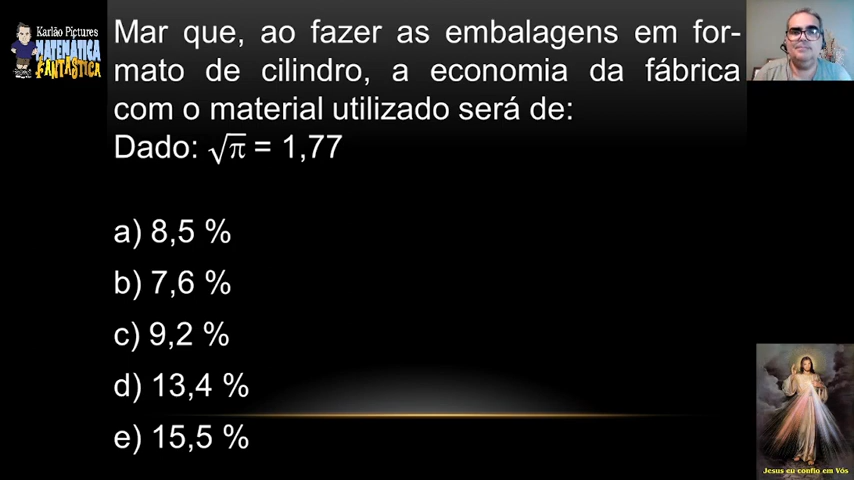 Karlão Pictures
MATEMÁTICA
FANTÁSTICA
Mar que, ao fazer as embalagens em for-
mato de cilindro, a economia da fábrica
com o material utilizado será de:
Dado: √π = 1,77
a) 8,5 %
b) 7,6 %
c) 9,2 %
d) 13,4 %
e) 15,5 %
Jesus eu confio em Vós